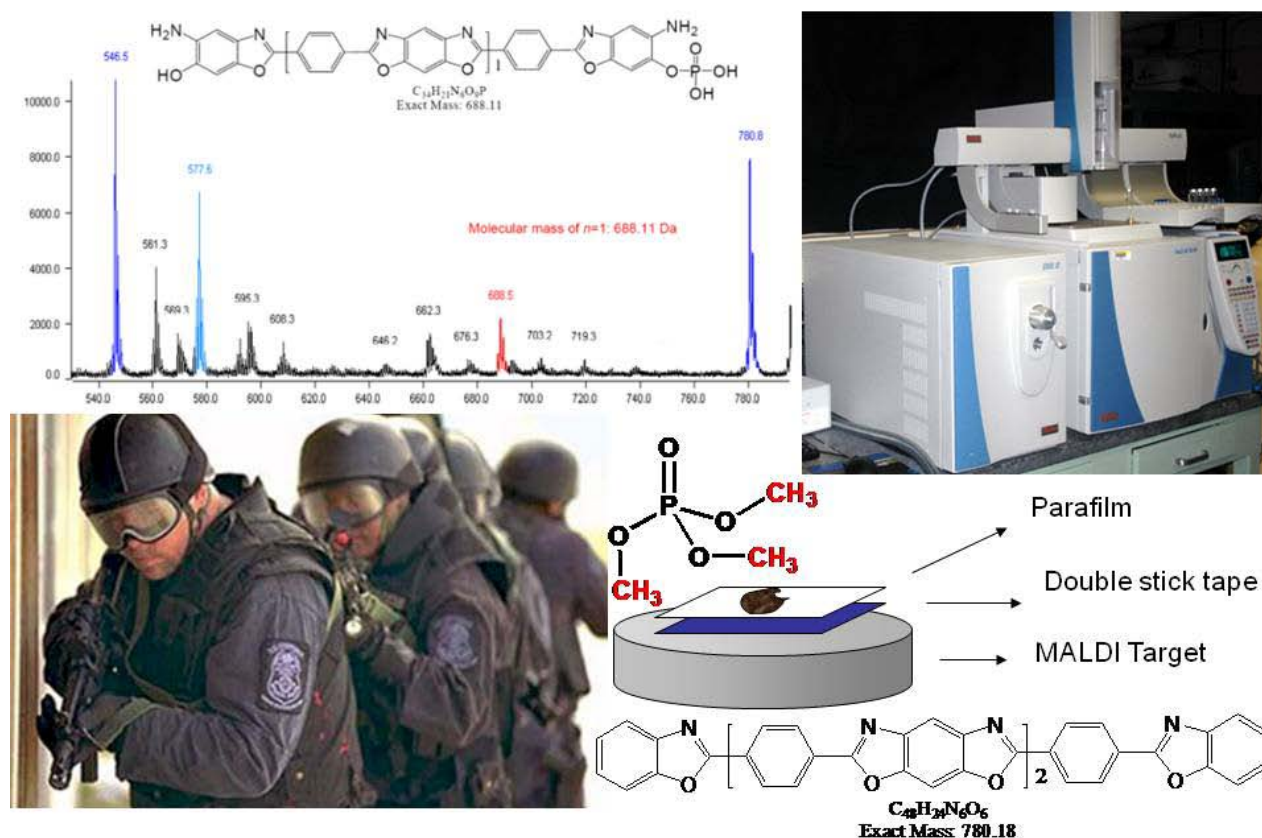 H₂N
N
N
N
N
NH₂
HO
O
O
O
O
O
O
P
OH
OH
1
C₃₄H₂₁N₆O₉P
Exact Mass: 688.11
546.5
780.8
10000.0
8000.0
577.6
6000.0
Molecular mass of n=1: 688.11 Da
561.3
4000.0
569.3
595.3
608.3
662.3
688.5
2000.0
646.2
676.3
703.2
719.3
0.0
540.0 560.0 580.0 600.0 620.0 640.0 660.0 680.0 700.0 720.0 740.0 760.0 780.0
O
P
CH₃
O
O
O
CH₃
CH₃
Parafilm
Double stick tape
MALDI Target
N
N
N
N
O
O
O
O
2
C₄₈H₂₄N₆O₆
Exact Mass: 780.18